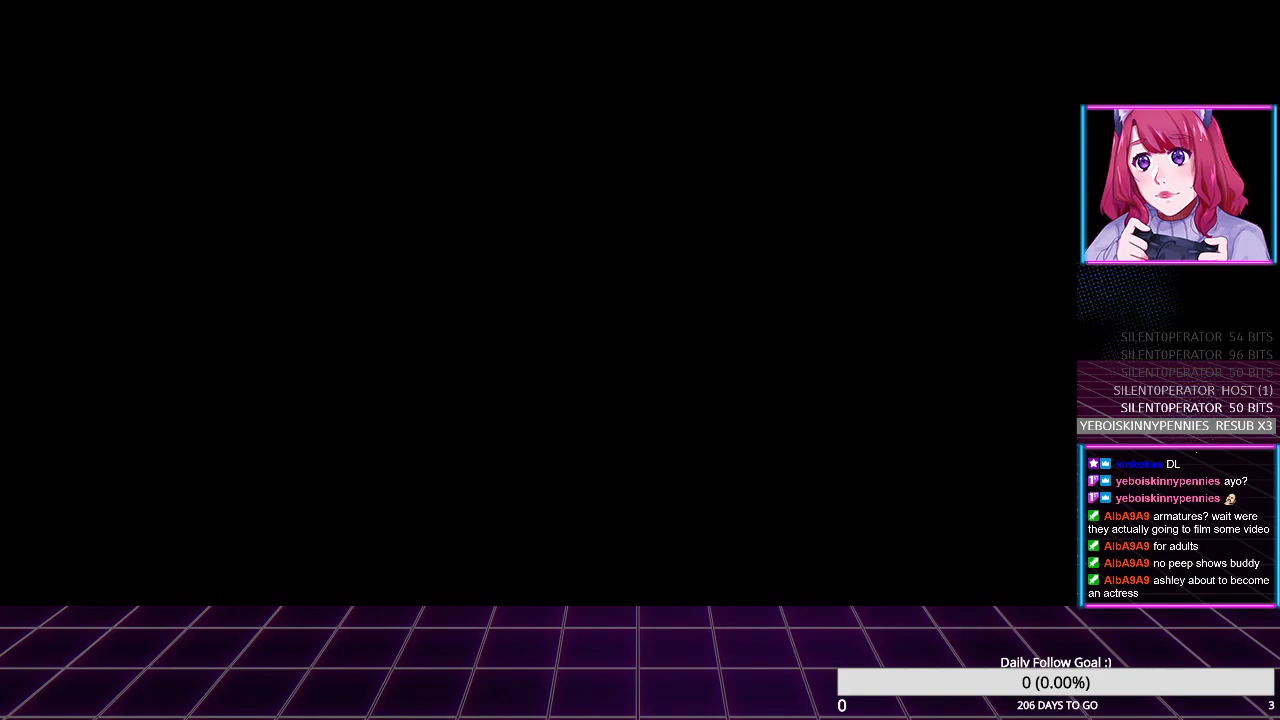 SILENT0PERATOR 54 BITS
SILENT0PERATOR 96 BITS
SILENT0PERATOR 50 BITS
SILENT0PERATOR HOST (1)
SILENT0PERATOR 50 BITS
YEBOISKINNYPENNIES RESUB X3
DL
yeboiskinnypennies ayo?
yeboiskinnypennies
AlbA9A9 armatures? wait were
they actually going to film some video
AlbA9A9 for adults
AlbA9A9 no peep shows buddy
AlbA9A9 ashley about to become
an actress
Daily Follow Goal :)
0 (0.00%)
0 206 DAYS TO GO 3